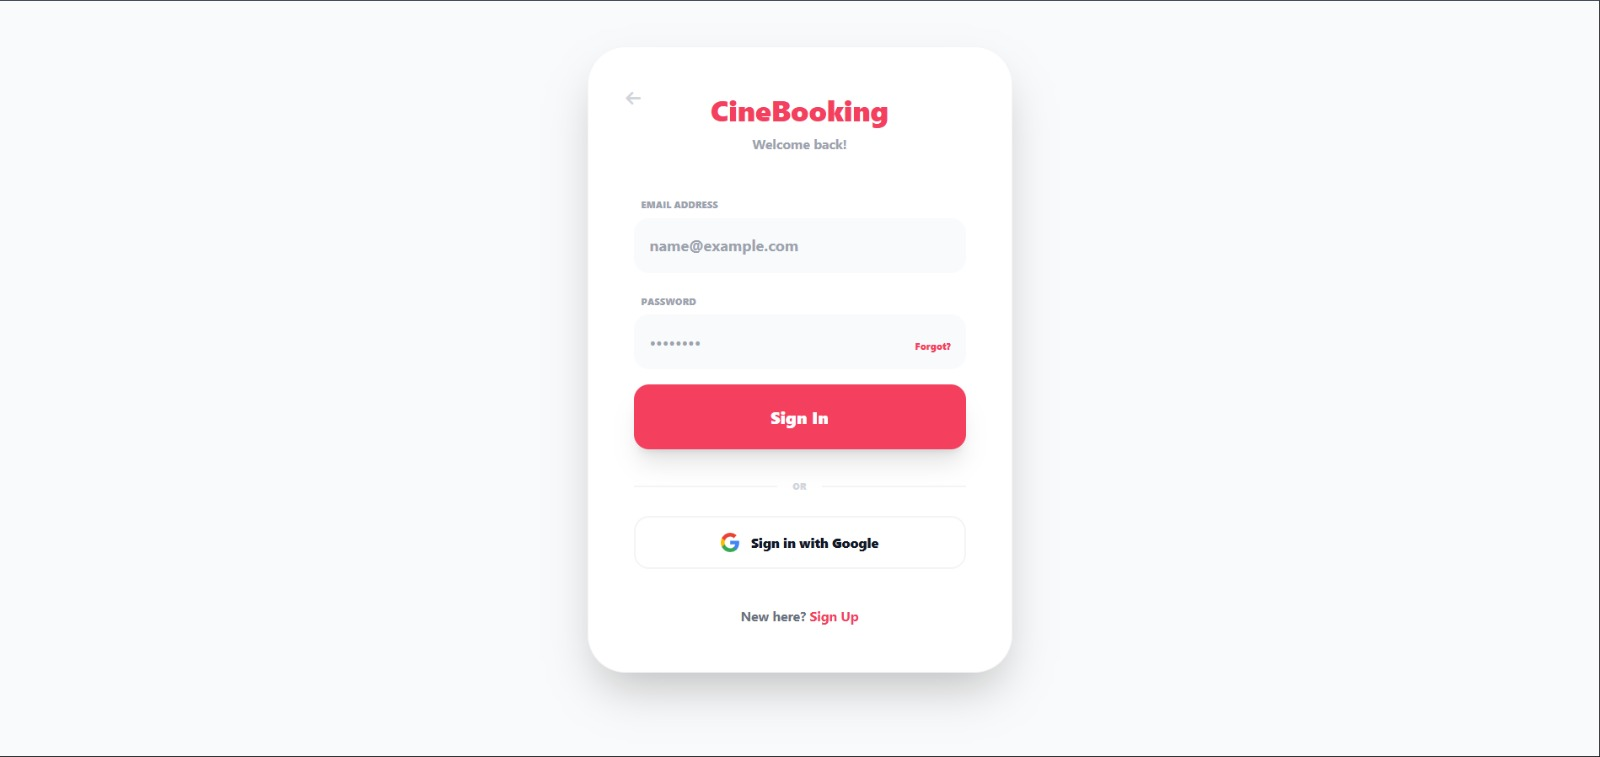 CineBooking
Welcome back!
EMAIL ADDRESS
name@example.com
PASSWORD
••••••••
Forgot?
Sign In
OR
Sign in with Google
New here? Sign Up